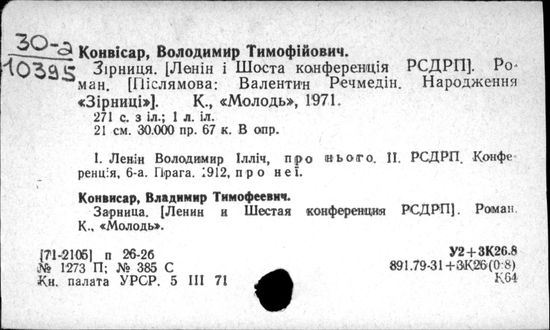 30-а
10395
Конвісар, Володимир Тимофійович.
Зірниця. [Ленін і Шоста конференція РСДРП]. Ро-
ман. [Післямова: Валентин Речмедін. Народження
«Зірниці»]. К., «Молодь», 1971.
271 с. з іл.; 1 л. іл.
21 см. 30.000 пр. 67 к. В опр.
І. Ленін Володимир Ілліч, про нього. II. РСДРП. Конфе-
ренція, 6-а. Прага. 1912, про неї.
Конвисар, Владимир Тимофеевич.
Зарница. [Ленин и Шестая конференция РСДРП]. Роман.
К., «Молодь».
[71-2105] п 26-26
У2+3К26.8
№ 1273 П; № 385 С
891.79-31+3К26(0:8)
Кн. палата УРСР. 5 III 71
К64